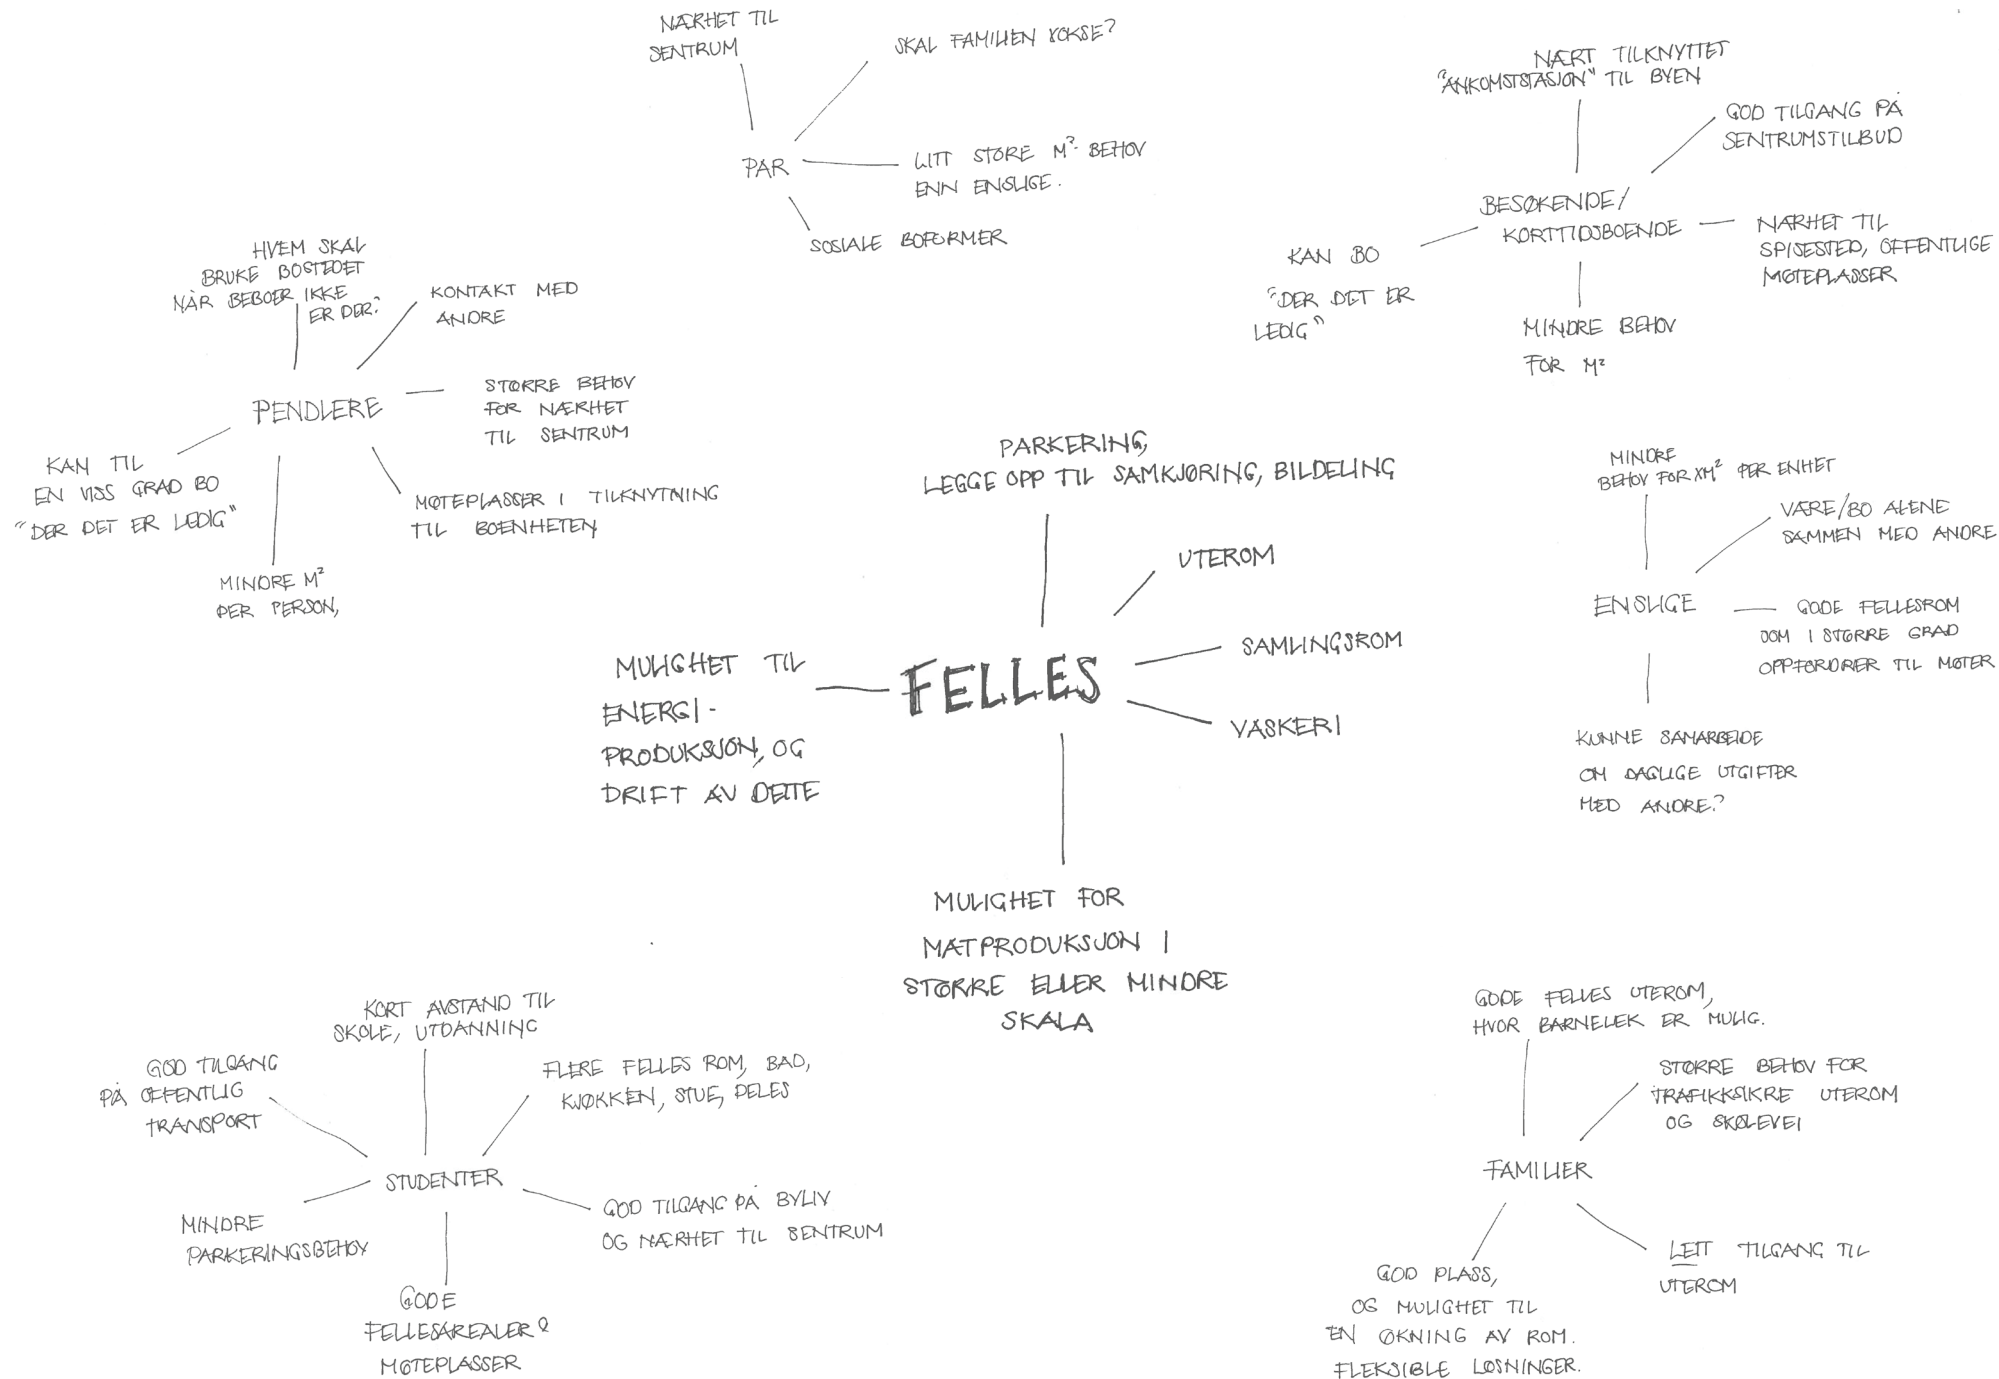 NÆRHET TIL
SENTRUM
SKAL FAMILIEN VOKSE?
PAR
LITT STØRE M² BEHOV
ENN ENSLIGE.
SOSIALE BOFORMER
NÆRT TILKNYTTET
"ANKOMSTSTASJON" TIL BYEN
GOD TILGANG PÅ
SENTRUMSTILBUD
BESØKENDE/
KORTTIDSBOENDE
NÆRHET TIL
SPISESTED, OFFENTLIGE
MØTEPLASSER
KAN BO
"DER DET ER
LEDIG"
MINDRE BEHOV
FOR M²
HVEM SKAL
BRUKE BOSTEDET
NÅR BEBOER IKKE
ER DER?
KONTAKT MED
ANDRE
PENDLERE
STØRRE BEHOV
FOR NÆRHET
TIL SENTRUM
KAN TIL
EN VISS GRAD BO
"DER DET ER LEDIG"
MØTEPLASSER I TILKNYTNING
TIL BOENHETEN
MINDRE M²
PER PERSON,
PARKERING,
LEGGE OPP TIL SAMKJØRING, BILDELING
UTEROM
SAMLINGSROM
VASKERI
FELLES
MULIGHET TIL
ENERGI-
PRODUKSJON, OG
DRIFT AV DETTE
MULIGHET FOR
MATPRODUKSJON I
STØRRE ELLER MINDRE
SKALA
MINDRE
BEHOV FOR XM² PER ENHET
VÆRE/BO ALENE
SAMMEN MED ANDRE
ENSLIGE
GODE FELLESROM
SOM I STØRRE GRAD
OPPFORDRER TIL MØTER
KUNNE SAMARBEIDE
OM DAGLIGE UTGIFTER
MED ANDRE?
KORT AVSTAND TIL
SKOLE, UTDANNING
GOD TILGANG
PÅ OFFENTLIG
TRANSPORT
FLERE FELLES ROM, BAD,
KJØKKEN, STUE, DELES
STUDENTER
MINDRE
PARKERINGSBEHOV
GOD TILGANG PÅ BYLIV
OG NÆRHET TIL SENTRUM
GODE
FELLESAREALER &
MØTEPLASSER
GODE FELLES UTEROM,
HVOR BARNELEK ER MULIG.
STØRRE BEHOV FOR
TRAFIKKSIKRE UTEROM
OG SKOLEVEI
FAMILIER
LETT TILGANG TIL
UTEROM
GOD PLASS,
OG MULIGHET TIL
EN ØKNING AV ROM.
FLEKSIBLE LØSNINGER.